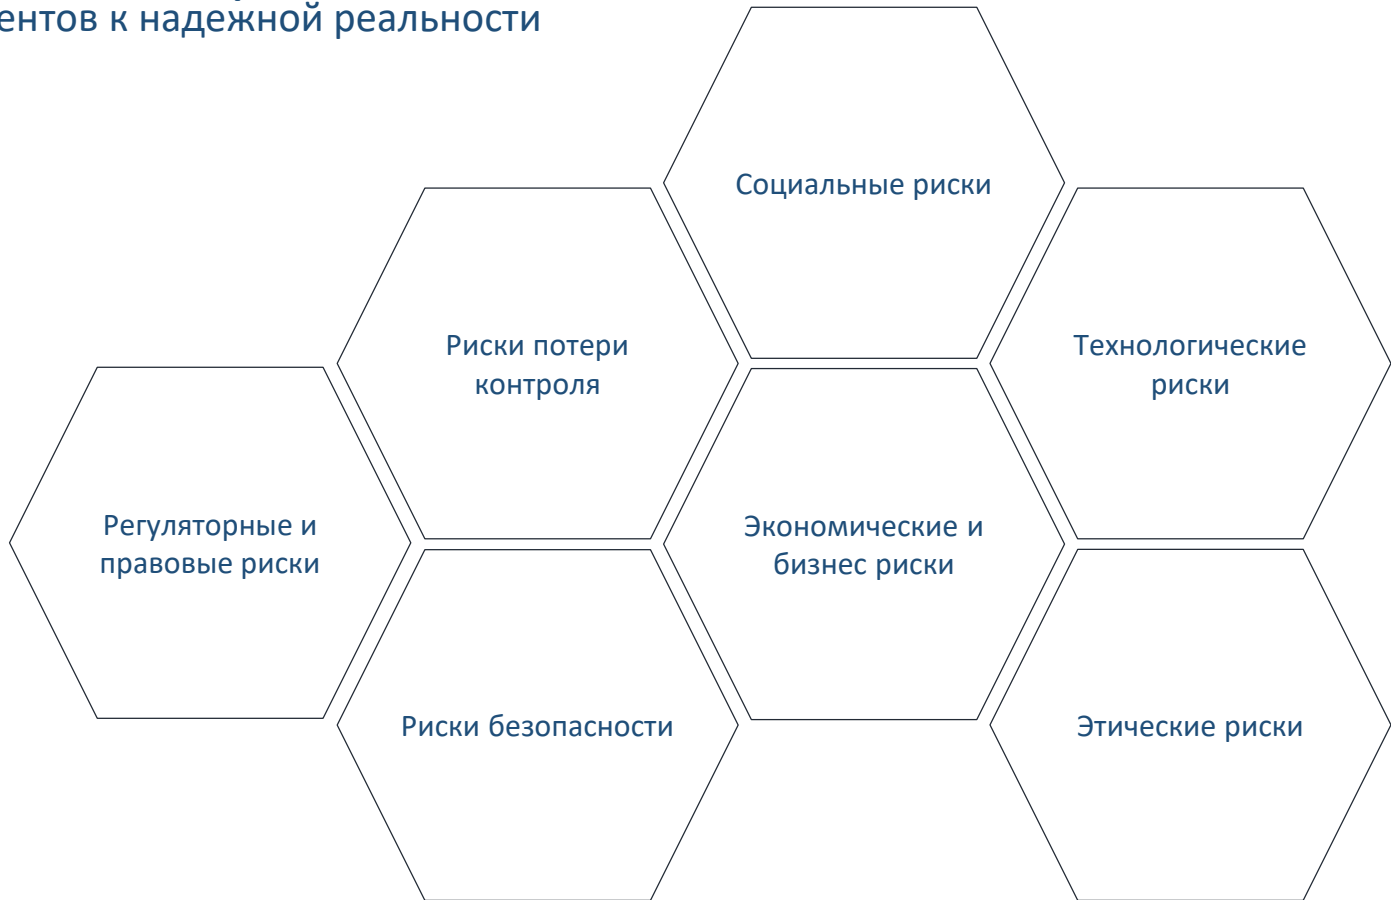 ентов к надежной реальности
Социальные риски
Риски потери
контроля
Технологические
риски
Регуляторные и
правовые риски
Экономические и
бизнес риски
Риски безопасности
Этические риски